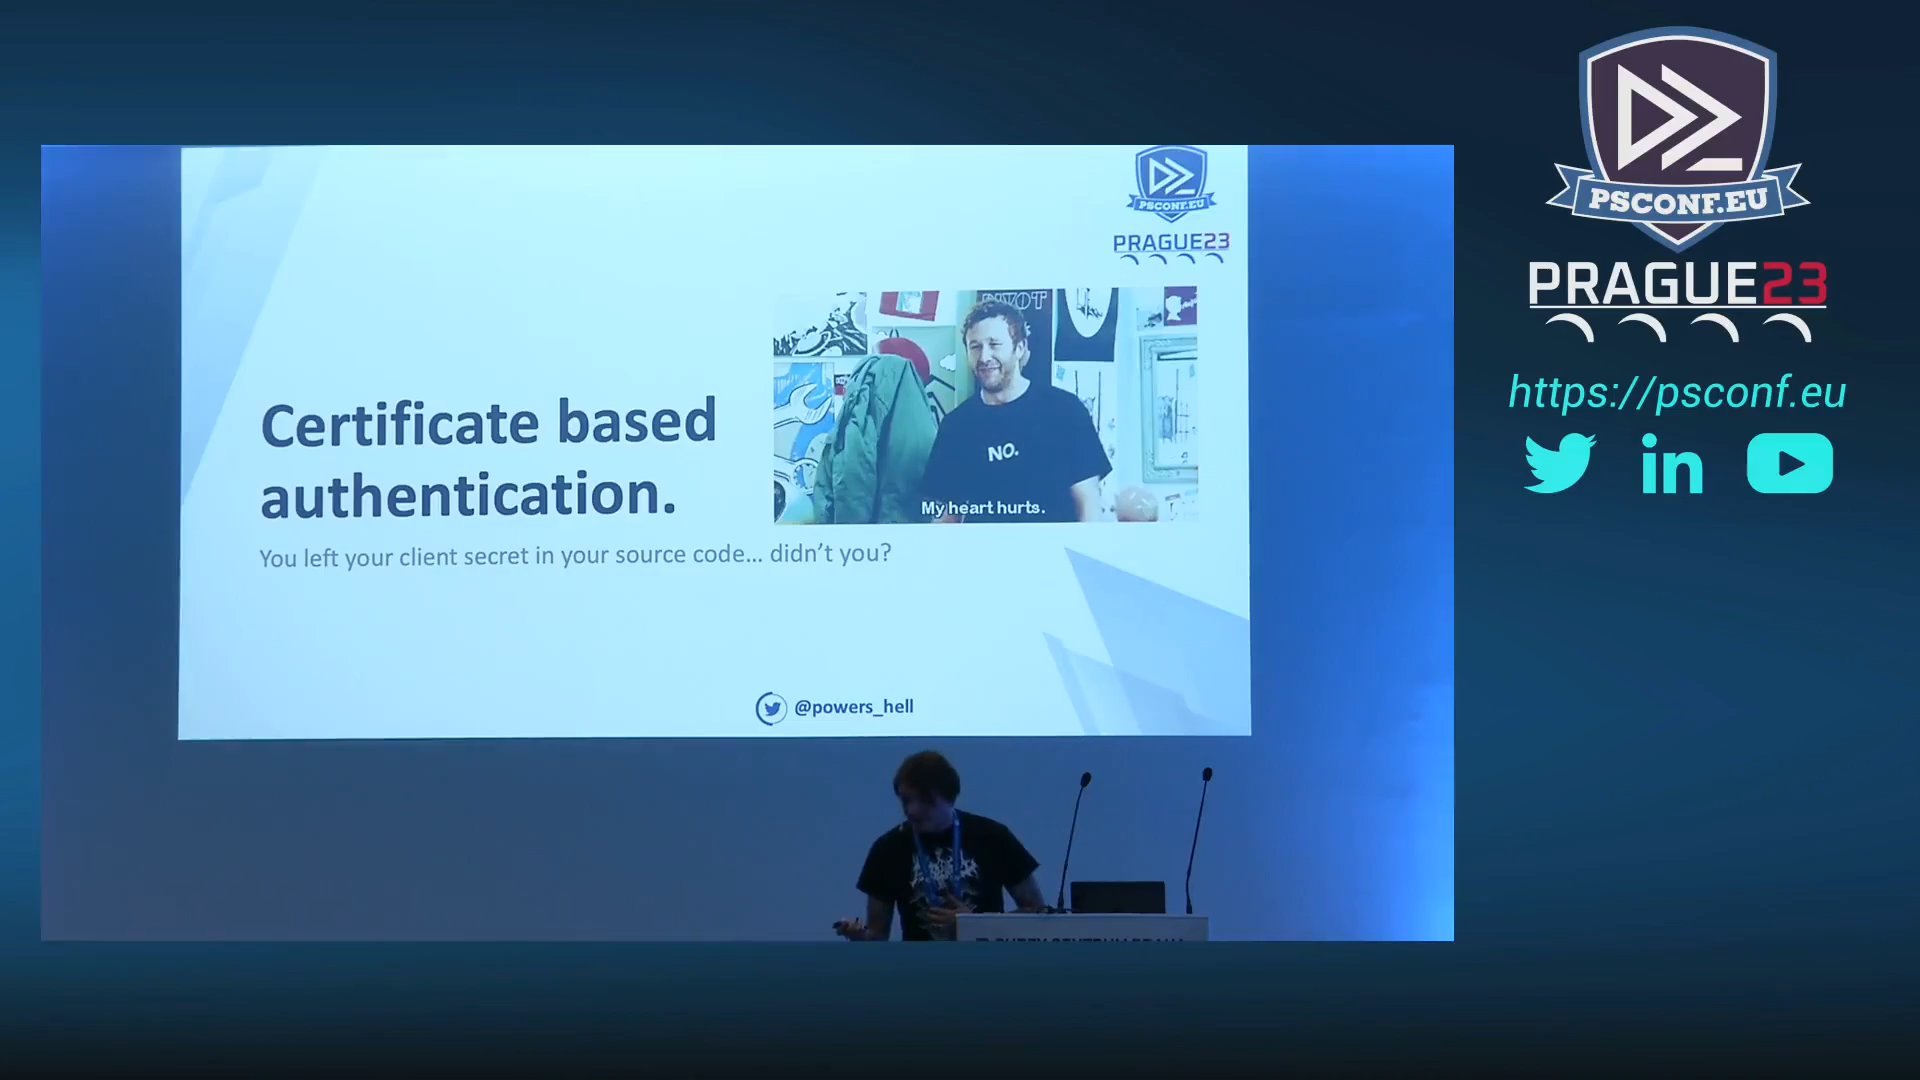 PSCONF.EU
PRAGUE23
NO.
My heart hurts.
Certificate based
authentication.
You left your client secret in your source code... didn't you?
@powers_hell
PSCONF.EU
PRAGUE23
https://psconf.eu
in